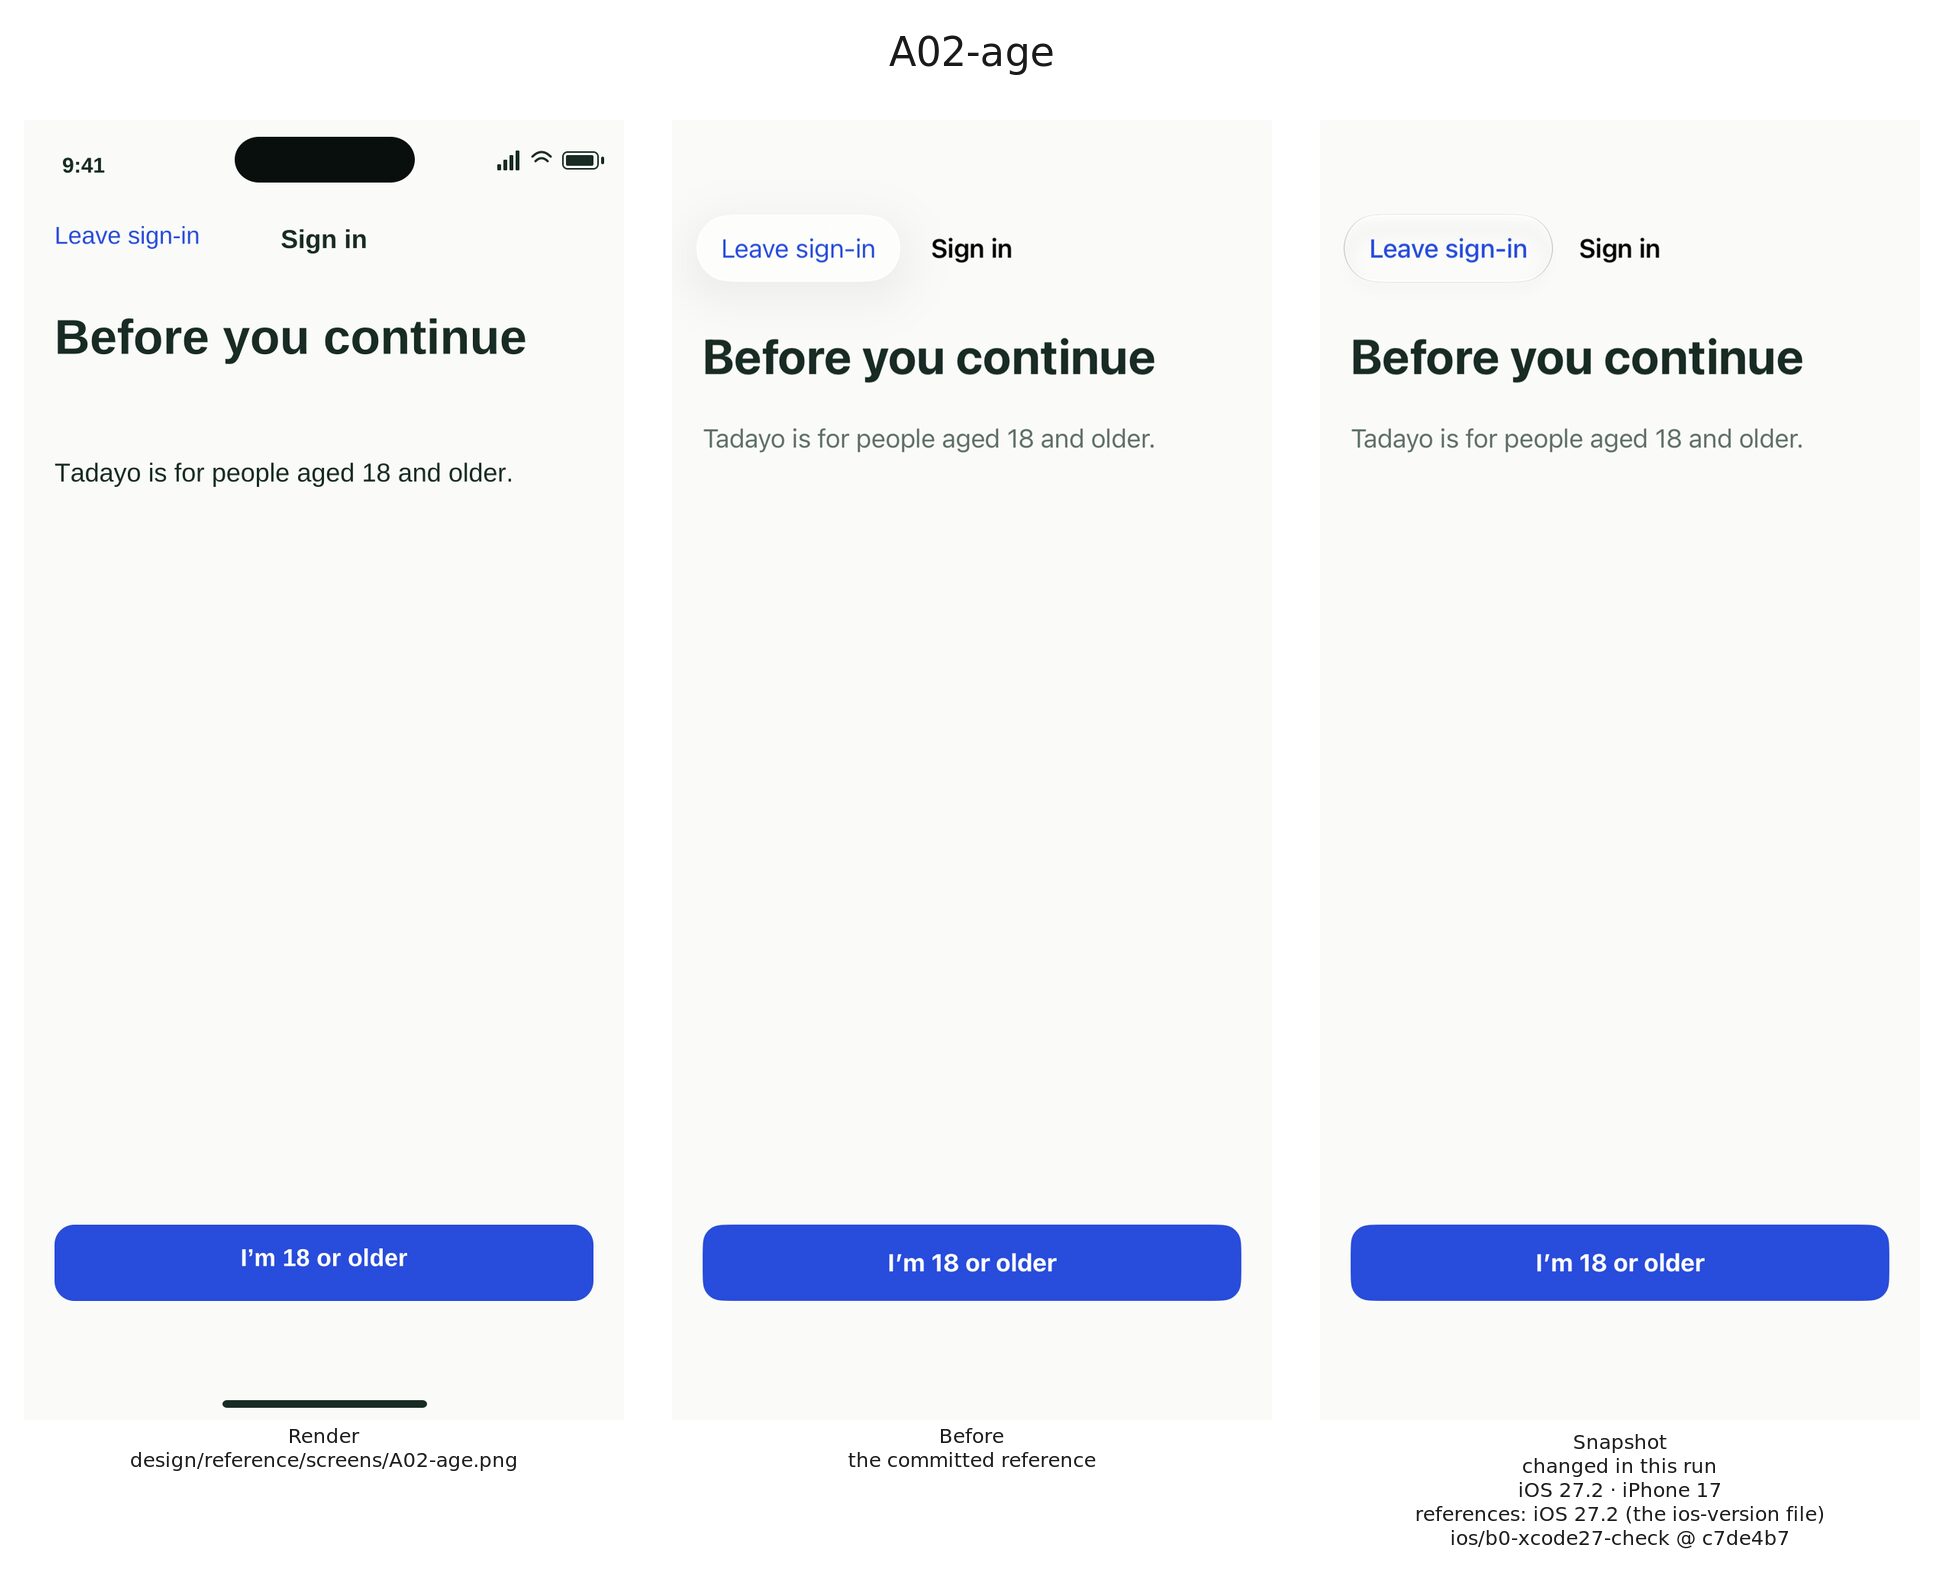 A02-age
9:41
Leave sign-in
Sign in
Before you continue
Tadayo is for people aged 18 and older.
I’m 18 or older
Render
design/reference/screens/A02-age.png
Leave sign-in
Sign in
Before you continue
Tadayo is for people aged 18 and older.
I’m 18 or older
Before
the committed reference
Leave sign-in
Sign in
Before you continue
Tadayo is for people aged 18 and older.
I’m 18 or older
Snapshot
changed in this run
iOS 27.2 · iPhone 17
references: iOS 27.2 (the ios-version file)
ios/b0-xcode27-check @ c7de4b7